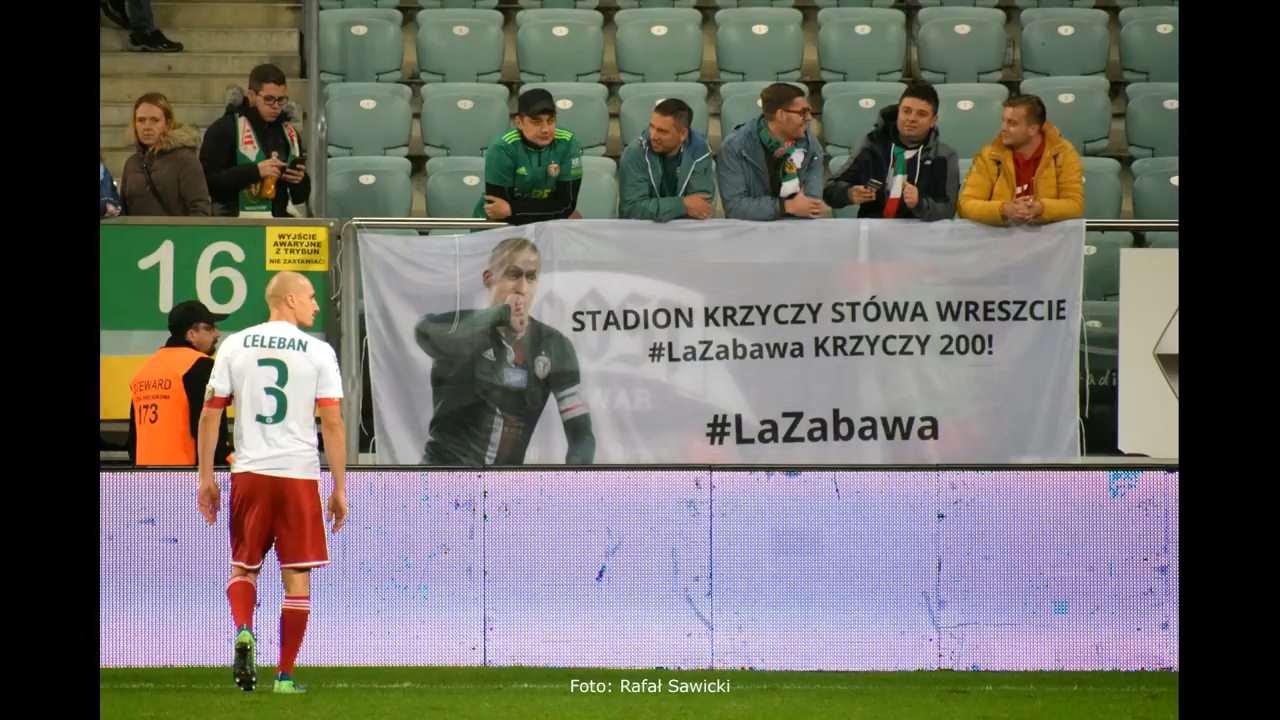 16
WYJŚCIE
AWARYJNE
Z TRYBUN
NIE ZASTAWIAĆ!
CELEBAN
3
STEWARD
173
STADION KRZYCZY STÓWA WRESZCIE
#LaZabawa KRZYCZY 200!
#LaZabawa
Foto: Rafał Sawicki